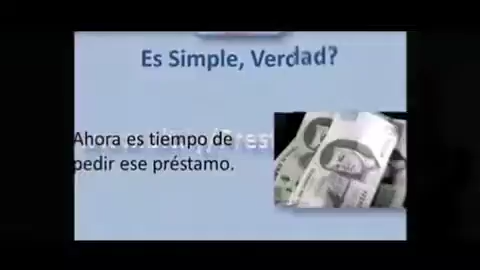 Es Simple, Verdad?
Ahora es tiempo de
pedir ese préstamo.